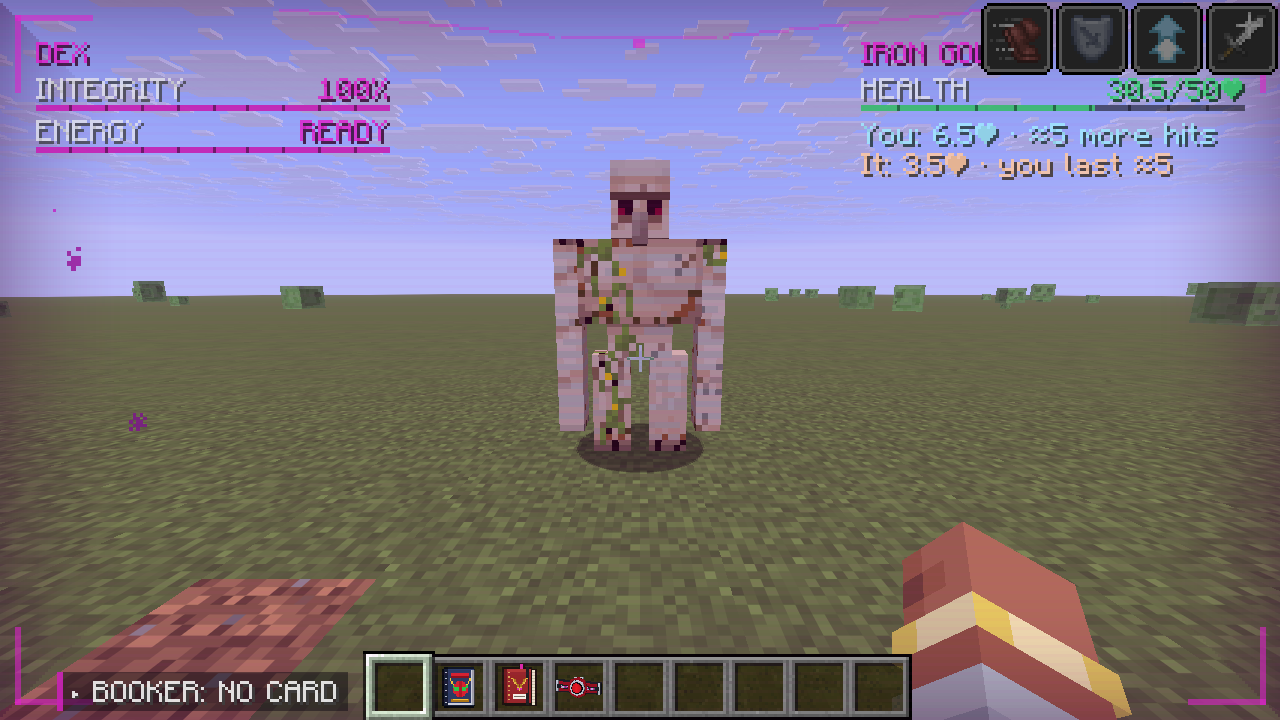 DEX
INTEGRITY 100%
ENERGY READY
IRON
HEALTH 30.5/50
You: 6.5 · ≈5 more hits
It: 3.5 · you last ≈5
BOOKER: NO CARD